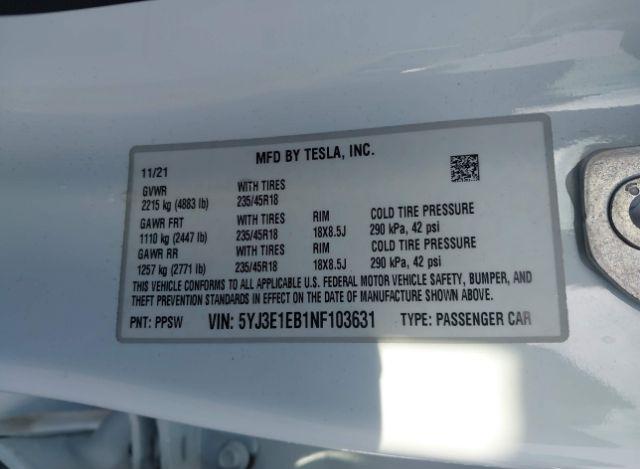 MFD BY TESLA, INC.
11/21
GVWR WITH TIRES
2215 kg (4883 lb) 235/45R18
GAWR FRT WITH TIRES RIM COLD TIRE PRESSURE
1110 kg (2447 lb) 235/45R18 18X8.5J 290 kPa, 42 psi
GAWR RR WITH TIRES RIM COLD TIRE PRESSURE
1257 kg (2771 lb) 235/45R18 18X8.5J 290 kPa, 42 psi
THIS VEHICLE CONFORMS TO ALL APPLICABLE U.S. FEDERAL MOTOR VEHICLE SAFETY, BUMPER, AND
THEFT PREVENTION STANDARDS IN EFFECT ON THE DATE OF MANUFACTURE SHOWN ABOVE.
PNT: PPSW VIN: 5YJ3E1EB1NF103631 TYPE: PASSENGER CAR